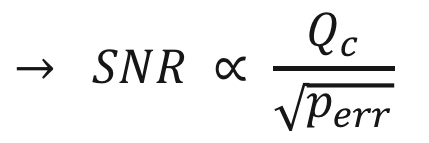 → SNR ∝ Q_c / √p_err